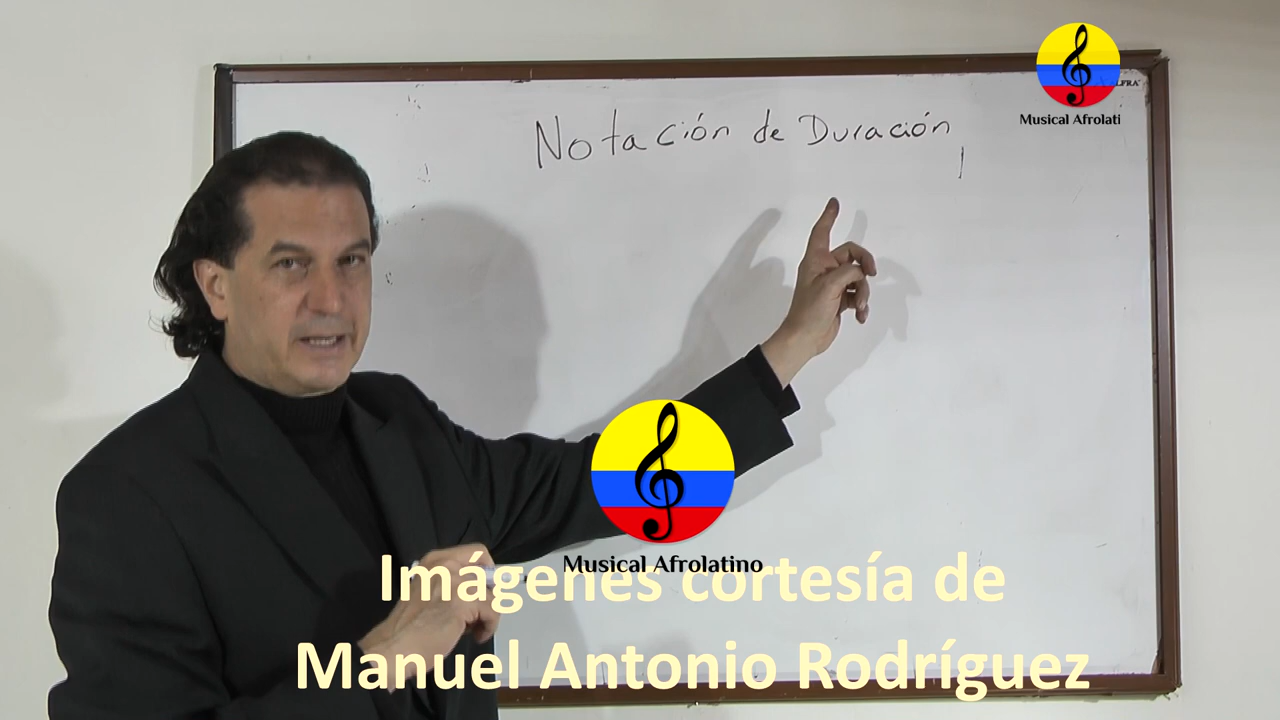 Musical Afrolati
Notación de Duración
Musical Afrolatino
Imágenes cortesía de
Manuel Antonio Rodríguez